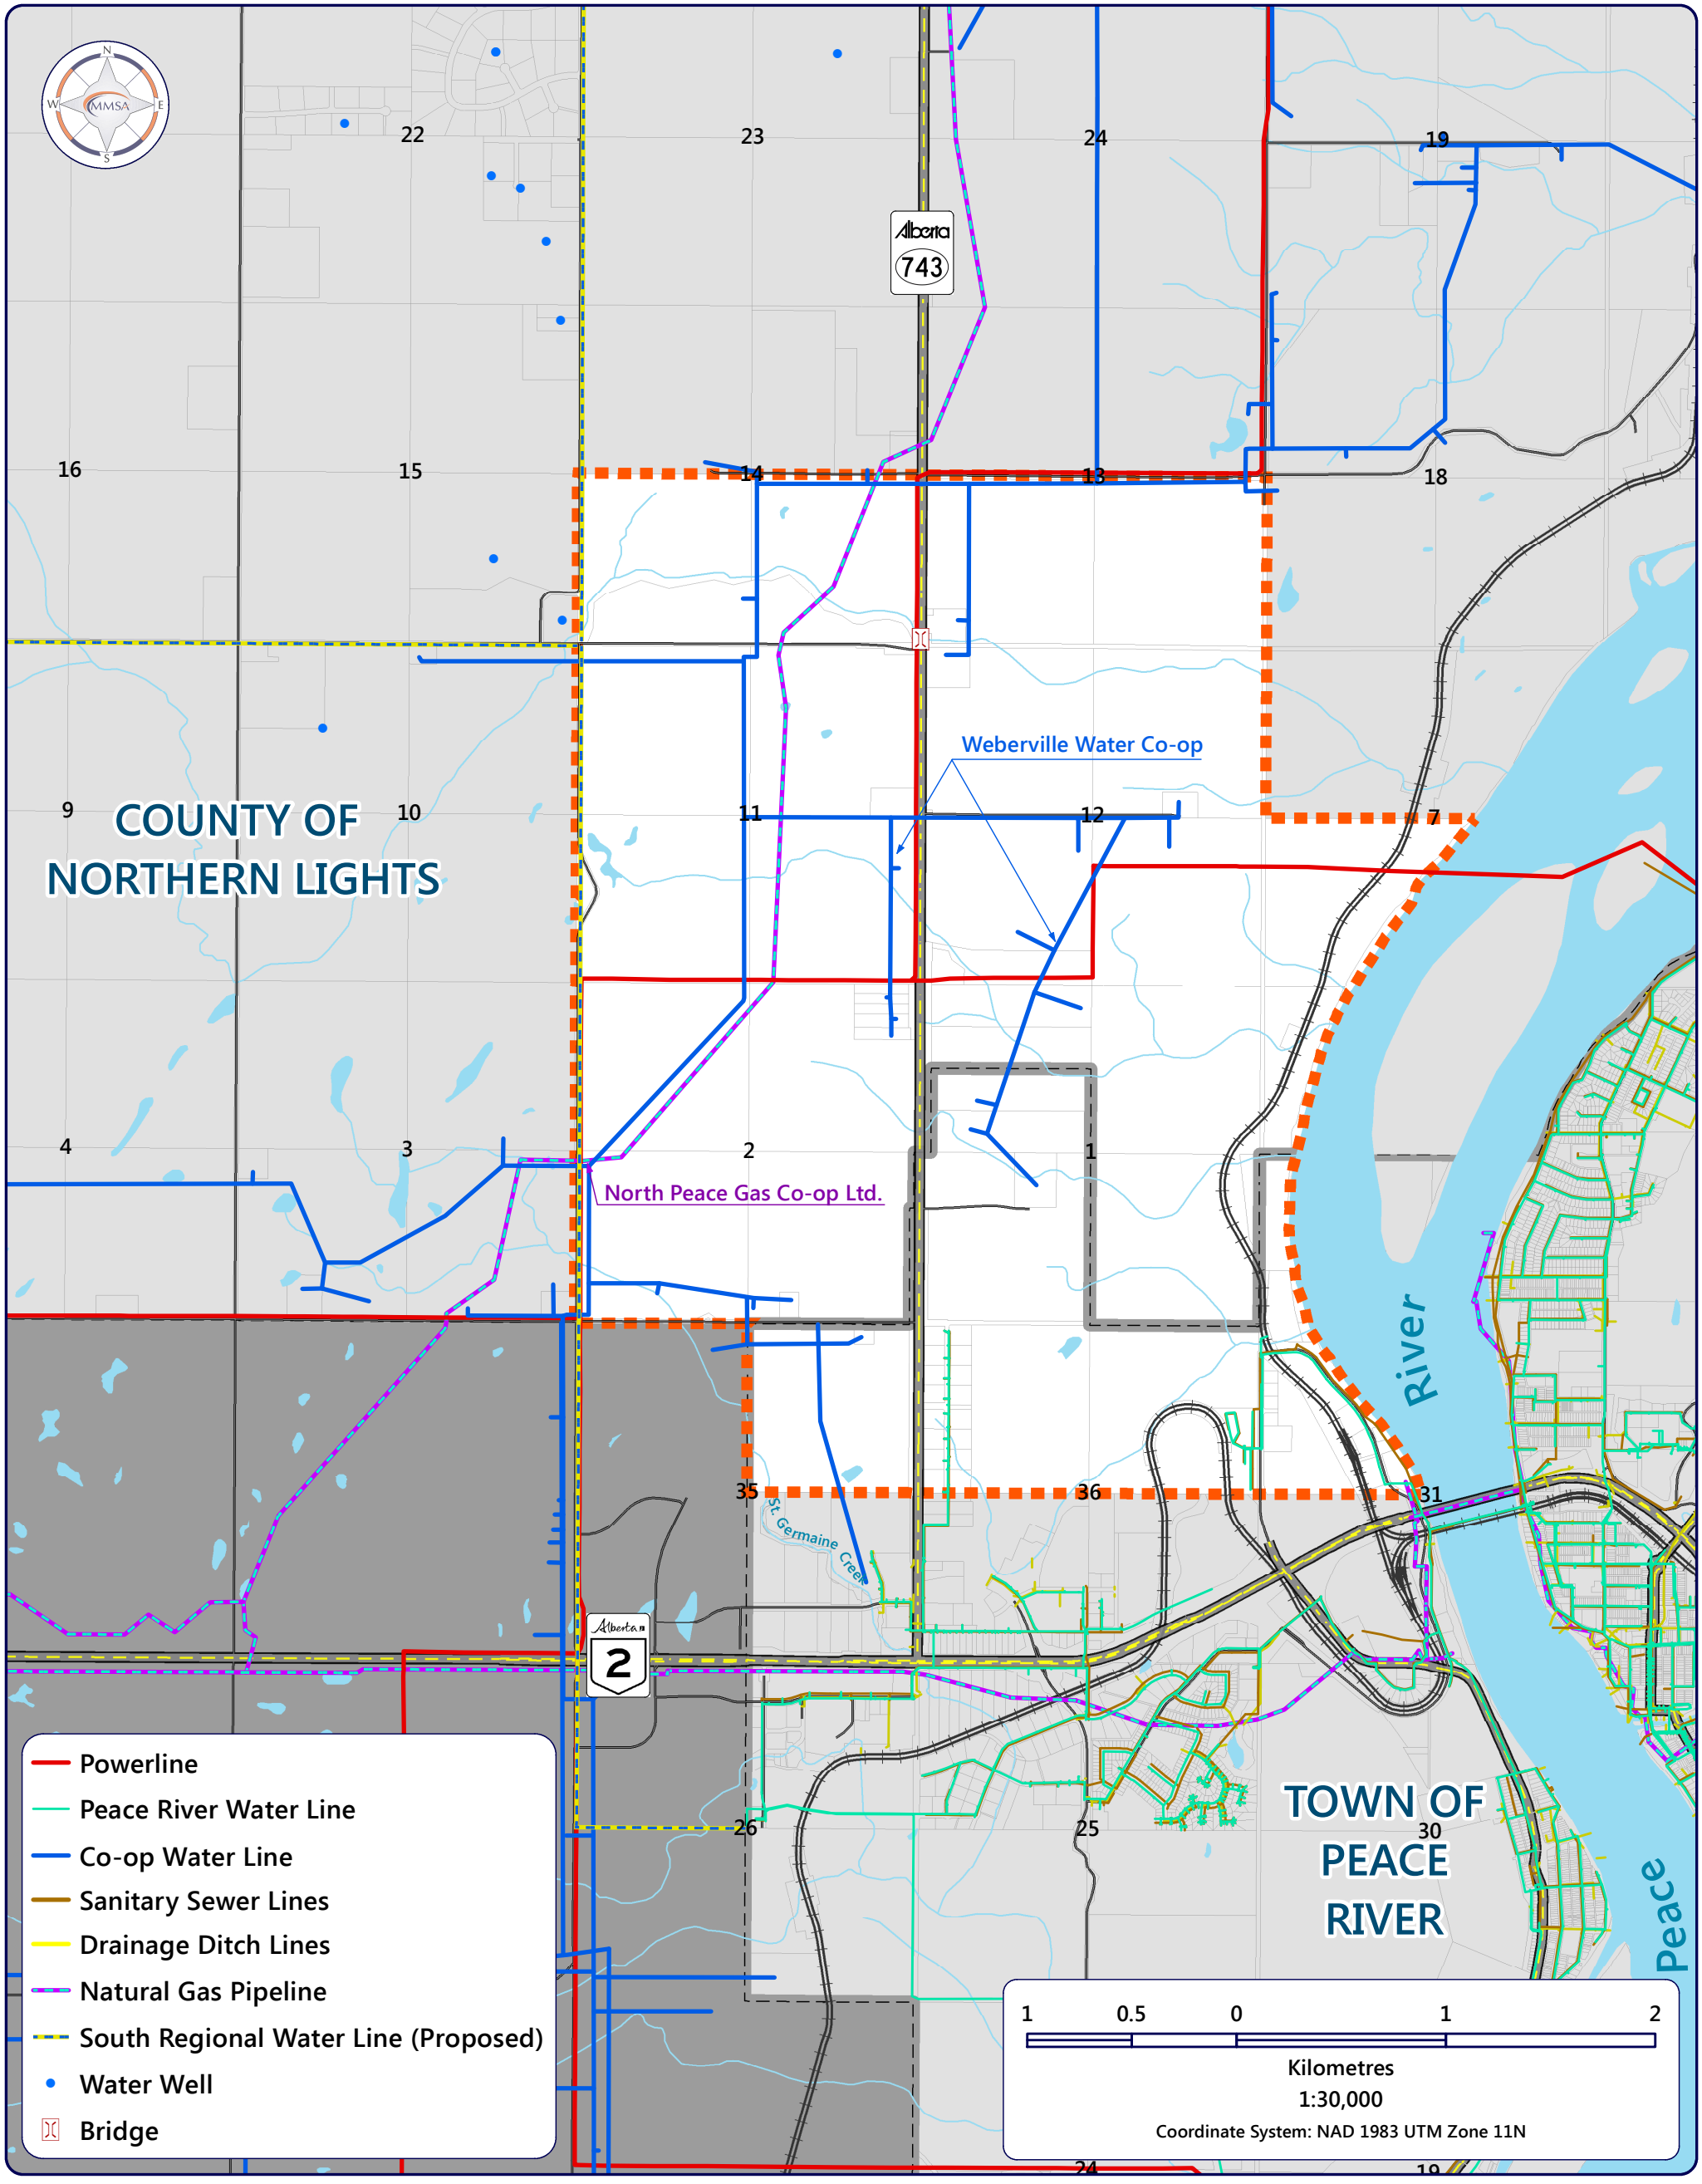 N
W MMSA E
S
22
23
24
19
Alberta
743
16
15
14
13
18
Weberville Water Co-op
9
COUNTY OF
NORTHERN LIGHTS
10
11
12
7
4
3
2
1
North Peace Gas Co-op Ltd.
River
35
36
31
St. Germaine Creek
Alberta
2
26
25
30
TOWN OF
PEACE
RIVER
Peace
Powerline
Peace River Water Line
Co-op Water Line
Sanitary Sewer Lines
Drainage Ditch Lines
Natural Gas Pipeline
South Regional Water Line (Proposed)
Water Well
Bridge
1 0.5 0 1 2
Kilometres
1:30,000
Coordinate System: NAD 1983 UTM Zone 11N
24
19